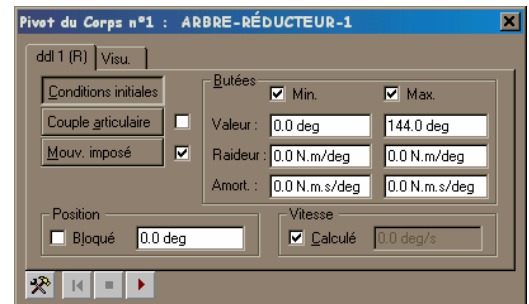 Pivot du Corps n°1 : ARBRE-RÉDUCTEUR-1
ddl 1 (R) Visu.
Conditions initiales
Couple articulaire
Mouv. imposé
Butées
Min. Max.
Valeur : 0.0 deg 144.0 deg
Raideur : 0.0 N.m/deg 0.0 N.m/deg
Amort. : 0.0 N.m.s/deg 0.0 N.m.s/deg
Position
Bloqué 0.0 deg
Vitesse
Calculé 0.0 deg/s